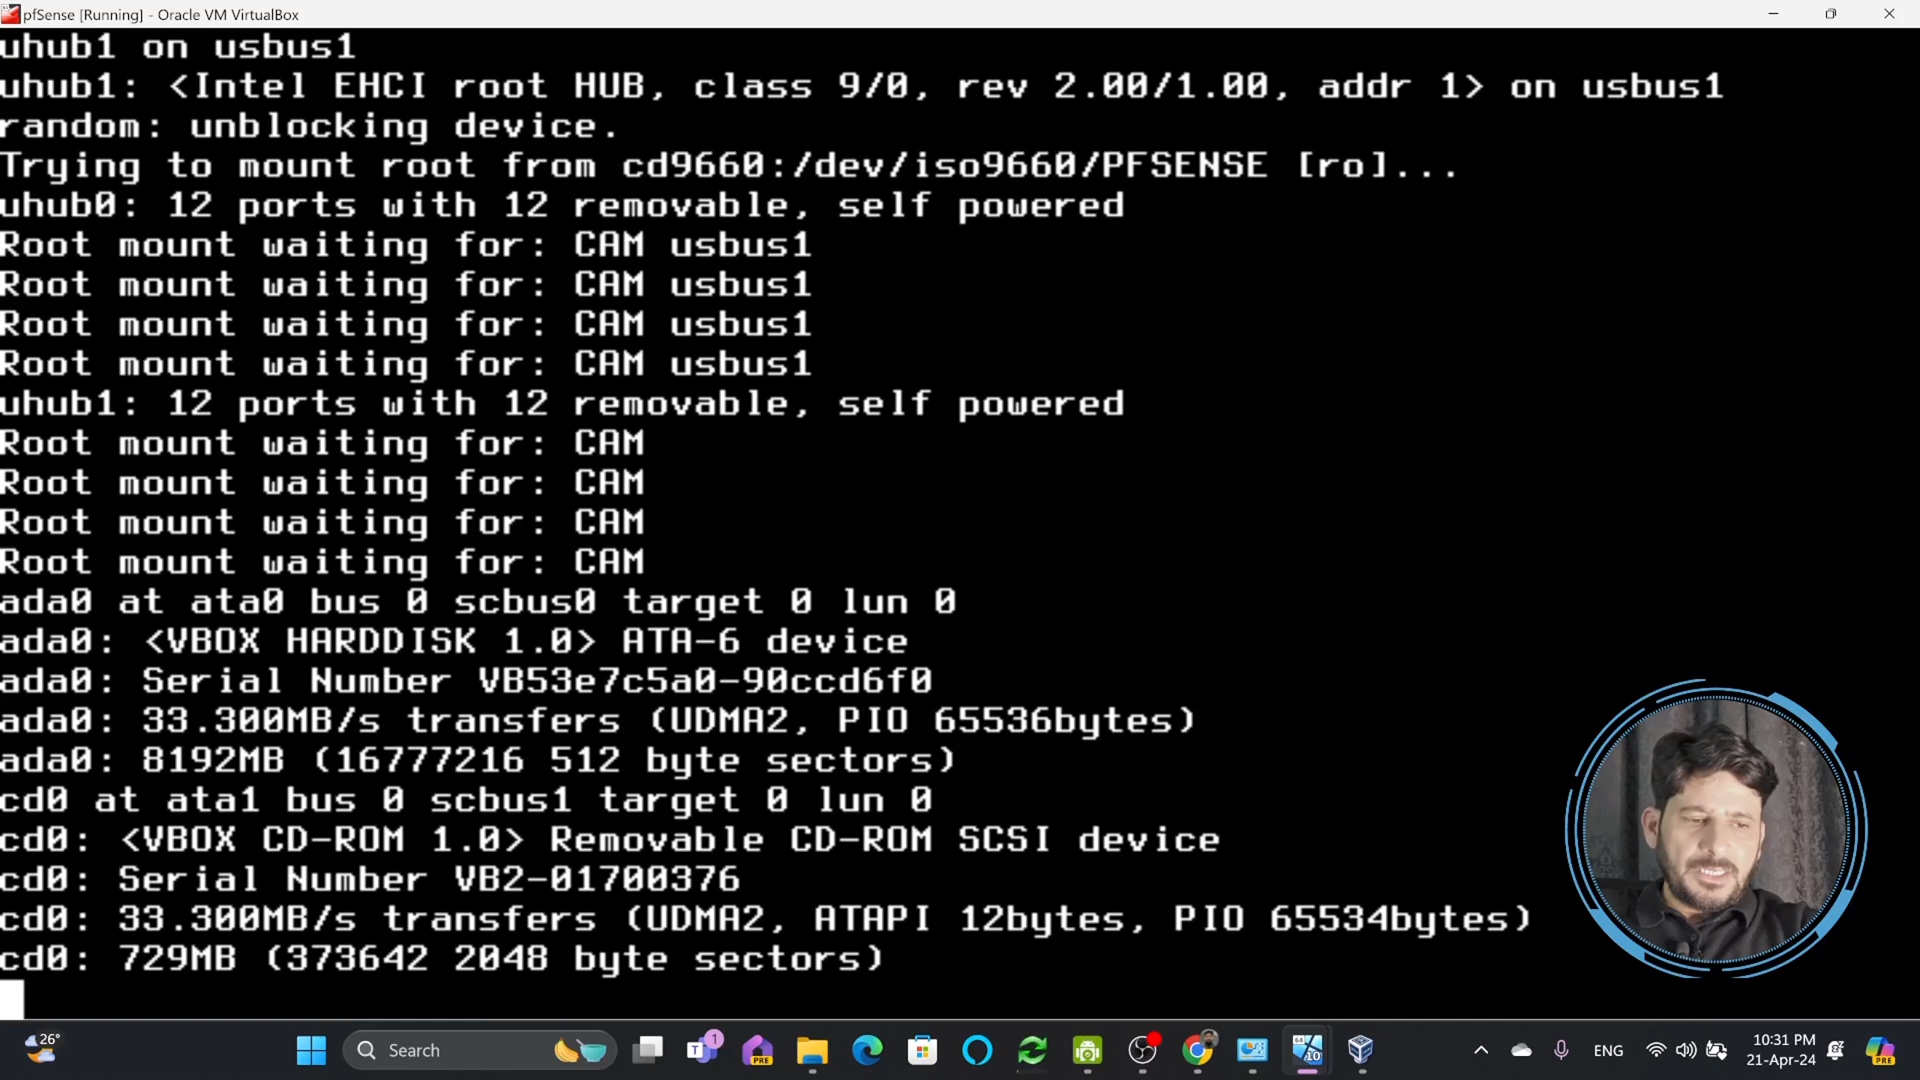 pfSense [Running] - Oracle VM VirtualBox
uhub1 on usbus1
uhub1: <Intel EHCI root HUB, class 9/0, rev 2.00/1.00, addr 1> on usbus1
random: unblocking device.
Trying to mount root from cd9660:/dev/iso9660/PFSENSE [ro]...
uhub0: 12 ports with 12 removable, self powered
Root mount waiting for: CAM usbus1
Root mount waiting for: CAM usbus1
Root mount waiting for: CAM usbus1
Root mount waiting for: CAM usbus1
uhub1: 12 ports with 12 removable, self powered
Root mount waiting for: CAM
Root mount waiting for: CAM
Root mount waiting for: CAM
Root mount waiting for: CAM
ada0 at ata0 bus 0 scbus0 target 0 lun 0
ada0: <VBOX HARDDISK 1.0> ATA-6 device
ada0: Serial Number VB53e7c5a0-90ccd6f0
ada0: 33.300MB/s transfers (UDMA2, PIO 65536bytes)
ada0: 8192MB (16777216 512 byte sectors)
cd0 at ata1 bus 0 scbus1 target 0 lun 0
cd0: <VBOX CD-ROM 1.0> Removable CD-ROM SCSI device
cd0: Serial Number VB2-01700376
cd0: 33.300MB/s transfers (UDMA2, ATAPI 12bytes, PIO 65534bytes)
cd0: 729MB (373642 2048 byte sectors)
26°
Search
1
PRE
64
10
ENG
10:31 PM
21-Apr-24
PRE